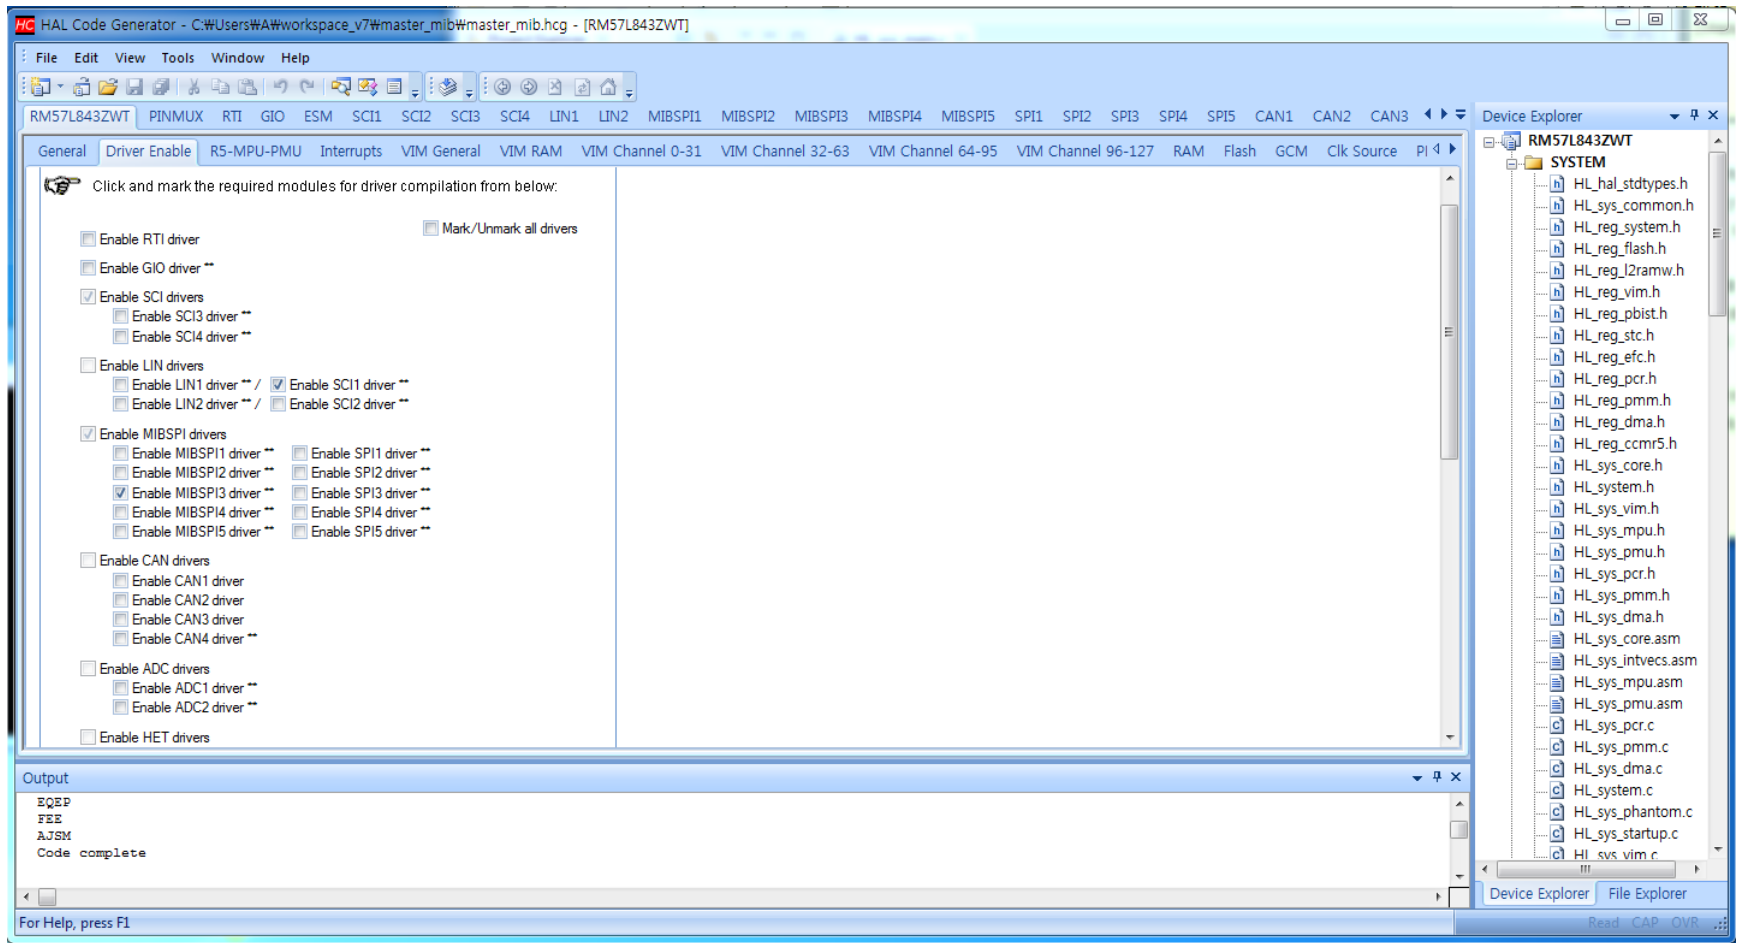 HC HAL Code Generator - C:₩Users₩A₩workspace_v7₩master_mib₩master_mib.hcg - [RM57L843ZWT]
File Edit View Tools Window Help
RM57L843ZWT PINMUX RTI GIO ESM SCI1 SCI2 SCI3 SCI4 LIN1 LIN2 MIBSPI1 MIBSPI2 MIBSPI3 MIBSPI4 MIBSPI5 SPI1 SPI2 SPI3 SPI4 SPI5 CAN1 CAN2 CAN3
General Driver Enable R5-MPU-PMU Interrupts VIM General VIM RAM VIM Channel 0-31 VIM Channel 32-63 VIM Channel 64-95 VIM Channel 96-127 RAM Flash GCM Clk Source
Click and mark the required modules for driver compilation from below:
Mark/Unmark all drivers
Enable RTI driver
Enable GIO driver **
Enable SCI drivers
Enable SCI3 driver **
Enable SCI4 driver **
Enable LIN drivers
Enable LIN1 driver ** / Enable SCI1 driver **
Enable LIN2 driver ** / Enable SCI2 driver **
Enable MIBSPI drivers
Enable MIBSPI1 driver ** Enable SPI1 driver **
Enable MIBSPI2 driver ** Enable SPI2 driver **
Enable MIBSPI3 driver ** Enable SPI3 driver **
Enable MIBSPI4 driver ** Enable SPI4 driver **
Enable MIBSPI5 driver ** Enable SPI5 driver **
Enable CAN drivers
Enable CAN1 driver
Enable CAN2 driver
Enable CAN3 driver
Enable CAN4 driver **
Enable ADC drivers
Enable ADC1 driver **
Enable ADC2 driver **
Enable HET drivers
Output
EQEP
FEE
AJSM
Code complete
Device Explorer
RM57L843ZWT
SYSTEM
HL_hal_stdtypes.h
HL_sys_common.h
HL_reg_system.h
HL_reg_flash.h
HL_reg_l2ramw.h
HL_reg_vim.h
HL_reg_pbist.h
HL_reg_stc.h
HL_reg_efc.h
HL_reg_pcr.h
HL_reg_pmm.h
HL_reg_dma.h
HL_reg_ccmr5.h
HL_sys_core.h
HL_system.h
HL_sys_vim.h
HL_sys_mpu.h
HL_sys_pmu.h
HL_sys_pcr.h
HL_sys_pmm.h
HL_sys_dma.h
HL_sys_core.asm
HL_sys_intvecs.asm
HL_sys_mpu.asm
HL_sys_pmu.asm
HL_sys_pcr.c
HL_sys_pmm.c
HL_sys_dma.c
HL_system.c
HL_sys_phantom.c
HL_sys_startup.c
HL_sys_vim.c
Device Explorer File Explorer
For Help, press F1
Read CAP OVR